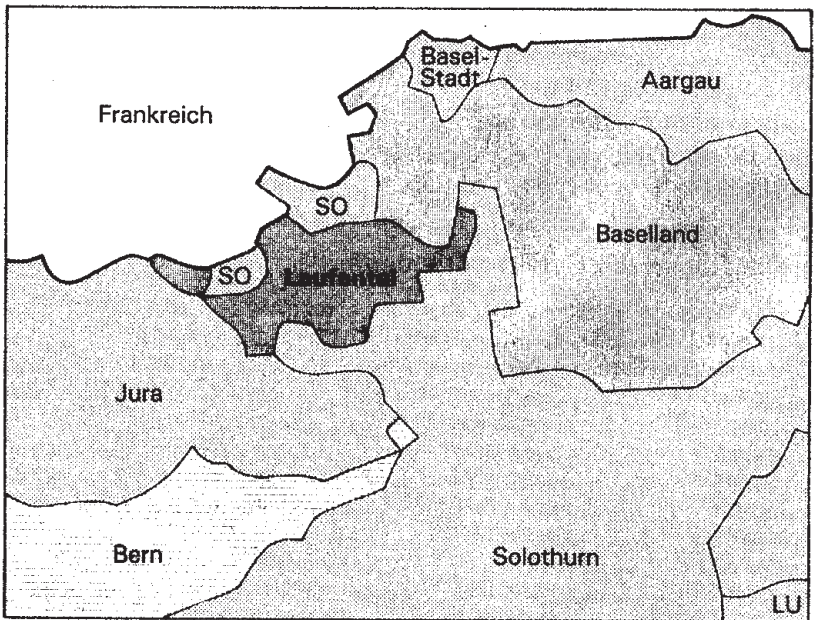 Basel-
Stadt
Aargau
Frankreich
SO
Baselland
SO
Laufental
Jura
Bern
Solothurn
LU